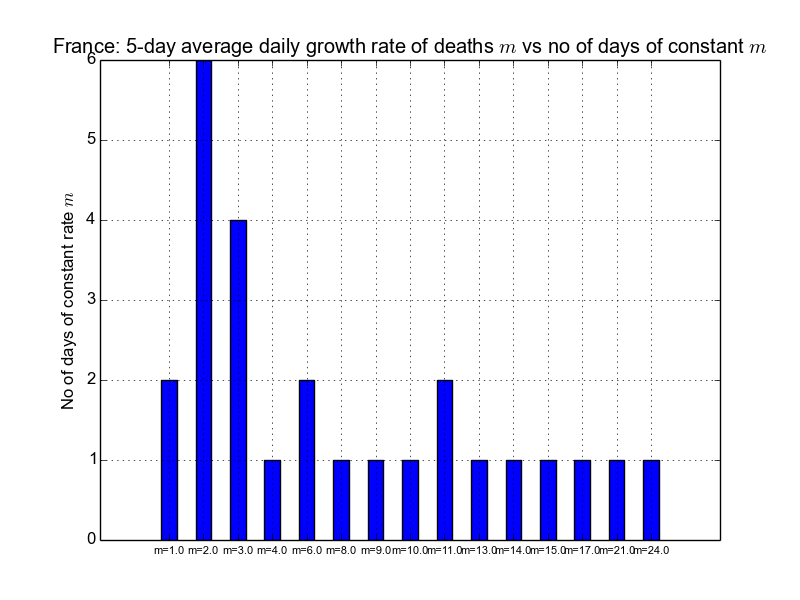 France: 5-day average daily growth rate of deaths m vs no of days of constant m
No of days of constant rate m
6
5
4
3
2
1
0
m=1.0 m=2.0 m=3.0 m=4.0 m=6.0 m=8.0 m=9.0 m=10.0 m=11.0 m=13.0 m=14.0 m=15.0 m=17.0 m=21.0 m=24.0